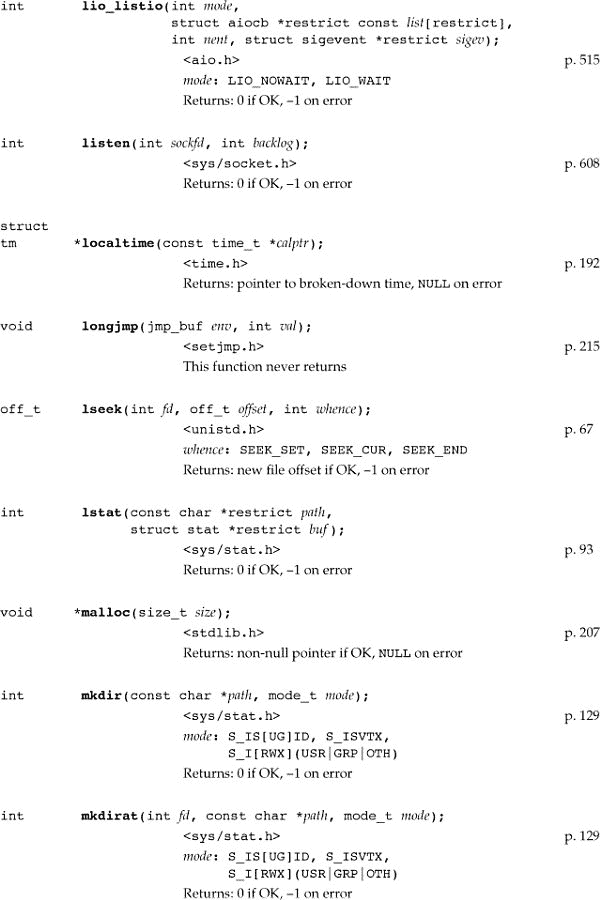 int lio_listio(int mode,
struct aiocb *restrict const list[restrict],
int nent, struct sigevent *restrict sigev);
<aio.h> p. 515
mode: LIO_NOWAIT, LIO_WAIT
Returns: 0 if OK, –1 on error
int listen(int sockfd, int backlog);
<sys/socket.h> p. 608
Returns: 0 if OK, –1 on error
struct
tm *localtime(const time_t *calptr);
<time.h> p. 192
Returns: pointer to broken-down time, NULL on error
void longjmp(jmp_buf env, int val);
<setjmp.h> p. 215
This function never returns
off_t lseek(int fd, off_t offset, int whence);
<unistd.h> p. 67
whence: SEEK_SET, SEEK_CUR, SEEK_END
Returns: new file offset if OK, –1 on error
int lstat(const char *restrict path,
struct stat *restrict buf);
<sys/stat.h> p. 93
Returns: 0 if OK, –1 on error
void *malloc(size_t size);
<stdlib.h> p. 207
Returns: non-null pointer if OK, NULL on error
int mkdir(const char *path, mode_t mode);
<sys/stat.h> p. 129
mode: S_IS[UG]ID, S_ISVTX,
S_I[RWX](USR|GRP|OTH)
Returns: 0 if OK, –1 on error
int mkdirat(int fd, const char *path, mode_t mode);
<sys/stat.h> p. 129
mode: S_IS[UG]ID, S_ISVTX,
S_I[RWX](USR|GRP|OTH)
Returns: 0 if OK, –1 on error